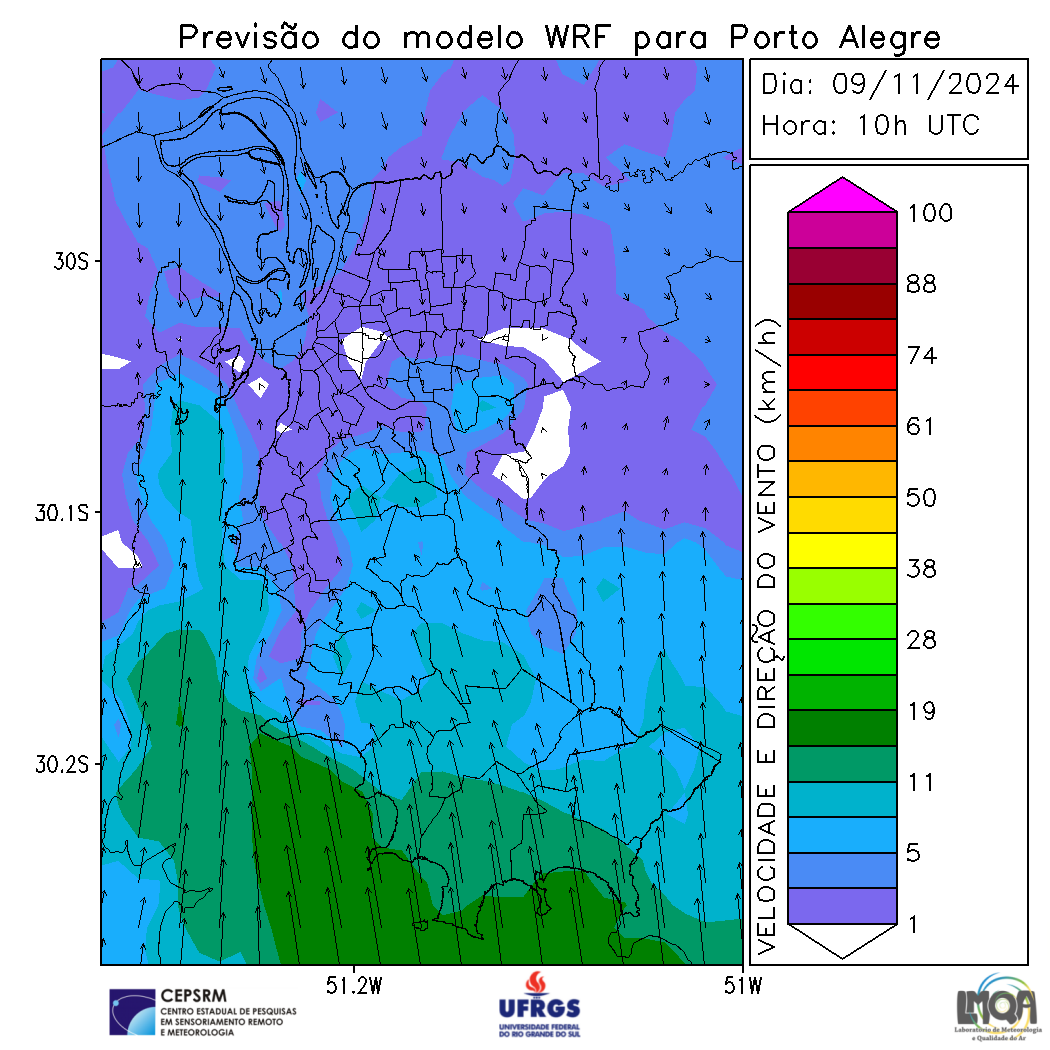 Previsão do modelo WRF para Porto Alegre
Dia: 09/11/2024
Hora: 10h UTC
30S
30.1S
30.2S
51.2W
51W
VELOCIDADE E DIREÇÃO DO VENTO (km/h)
100
88
74
61
50
38
28
19
11
5
1
CEPSRM
CENTRO ESTADUAL DE PESQUISAS
EM SENSORIAMENTO REMOTO
E METEOROLOGIA
UFRGS
UNIVERSIDADE FEDERAL
DO RIO GRANDE DO SUL
LMQA
Laboratório de Meteorologia
e Qualidade do Ar